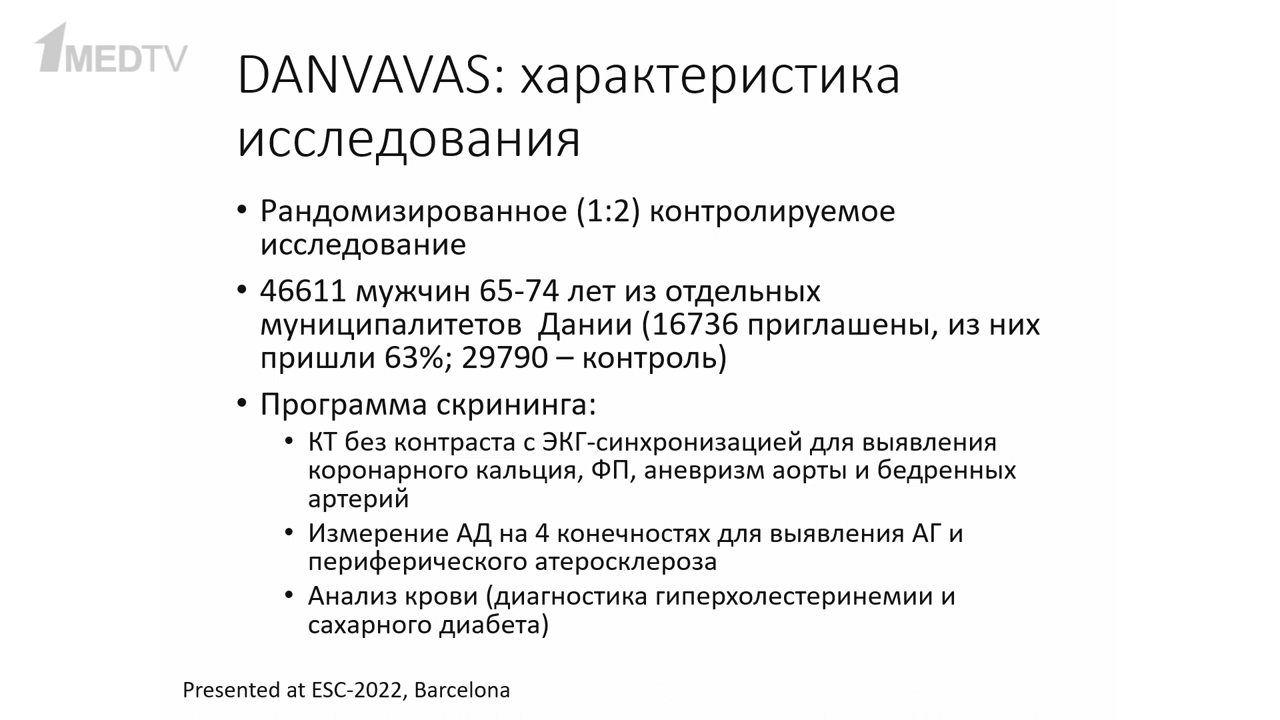 1MEDTV
DANVAVAS: характеристика
исследования
• Рандомизированное (1:2) контролируемое
исследование
• 46611 мужчин 65-74 лет из отдельных
муниципалитетов Дании (16736 приглашены, из них
пришли 63%; 29790 – контроль)
• Программа скрининга:
• КТ без контраста с ЭКГ-синхронизацией для выявления
коронарного кальция, ФП, аневризм аорты и бедренных
артерий
• Измерение АД на 4 конечностях для выявления АГ и
периферического атеросклероза
• Анализ крови (диагностика гиперхолестеринемии и
сахарного диабета)
Presented at ESC-2022, Barcelona